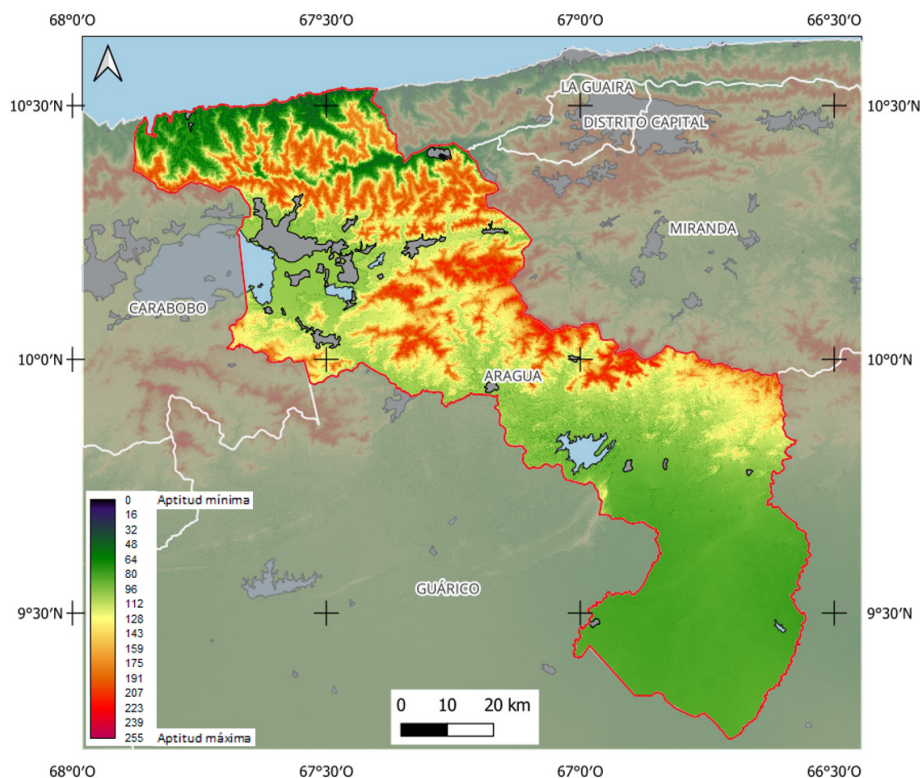 68°0'O 67°30'O 67°0'O 66°30'O
10°30'N 10°30'N
LA GUAIRA
DISTRITO CAPITAL
MIRANDA
CARABOBO
10°0'N 10°0'N
ARAGUA
0 Aptitud mínima
16
32
48
64
80
96
112
128
143
159
175
191
207
223
239
255 Aptitud máxima
GUÁRICO
9°30'N 9°30'N
0 10 20 km
68°0'O 67°30'O 67°0'O 66°30'O